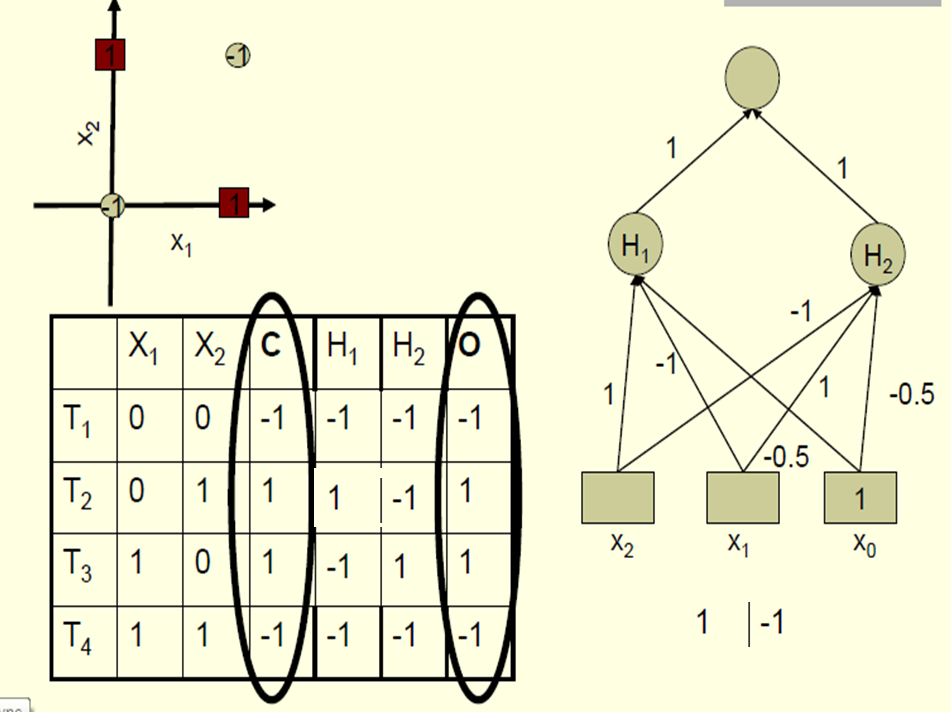 1 -1
x₂
-1 1
x₁
X₁ X₂ C H₁ H₂ O
T₁ 0 0 -1 -1 -1 -1
T₂ 0 1 1 1 -1 1
T₃ 1 0 1 -1 1 1
T₄ 1 1 -1 -1 -1 -1
1 1
H₁ H₂
-1
1 -1 1 -0.5
-0.5
1
x₂ x₁ x₀
1 -1